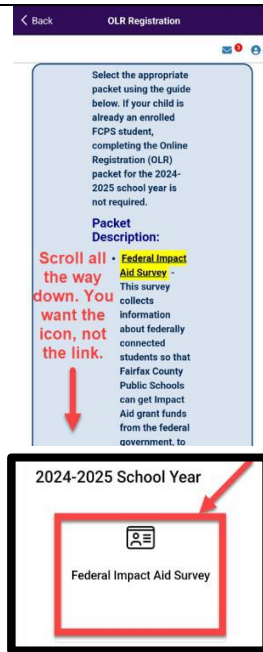 Back
OLR Registration
3
Select the appropriate
packet using the guide
below. If your child is
already an enrolled
FCPS student,
completing the Online
Registration (OLR)
packet for the 2024-
2025 school year is
not required.
Packet
Description:
Scroll all
the way
down. You
want the
icon, not
the link.
• Federal Impact
Aid Survey -
This survey
collects
information
about federally
connected
students so that
Fairfax County
Public Schools
can get Impact
Aid grant funds
from the federal
government, to
2024-2025 School Year
Federal Impact Aid Survey